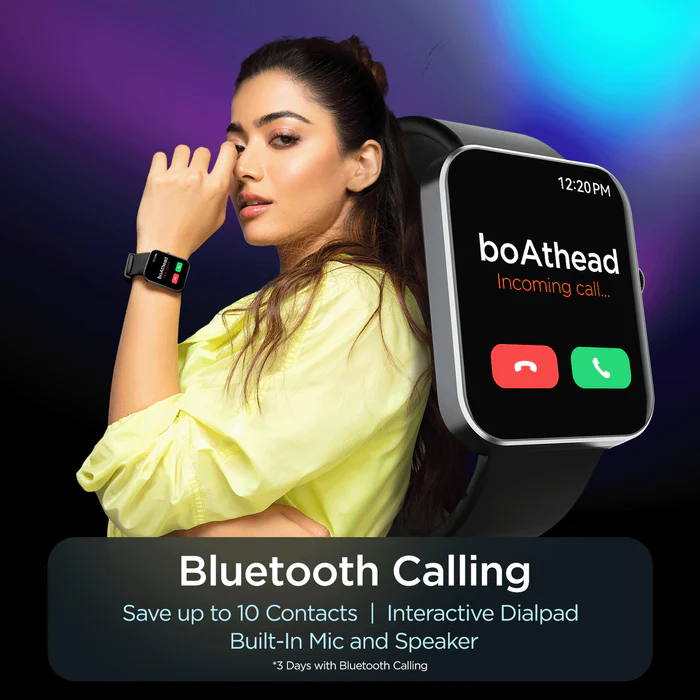 12:20 PM
boAthead
Incoming call...
boAthead
Bluetooth Calling
Save up to 10 Contacts | Interactive Dialpad
Built-In Mic and Speaker
*3 Days with Bluetooth Calling